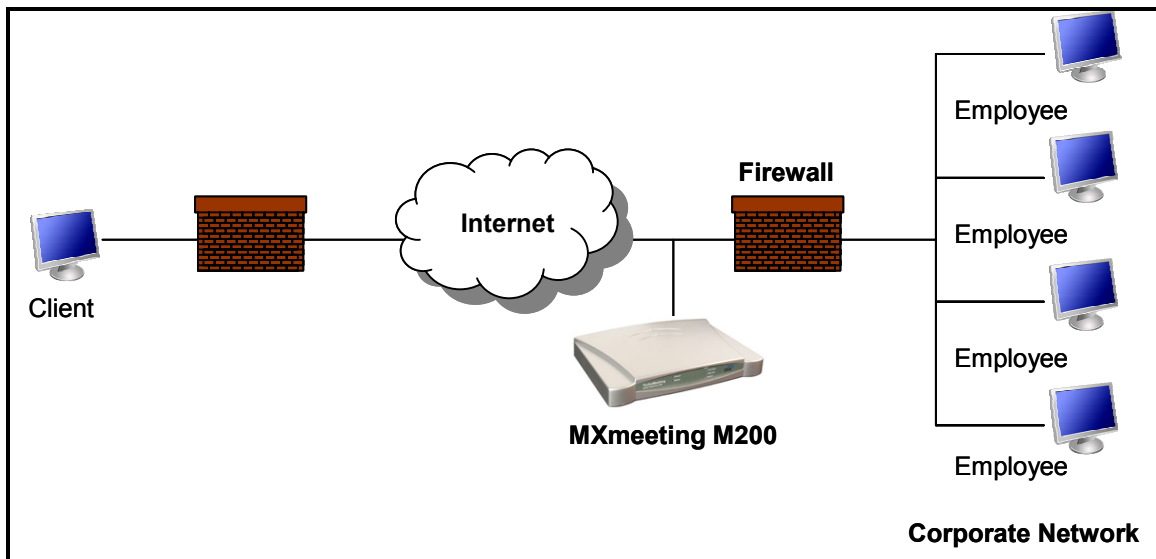 Employee
Firewall
Internet
Employee
Client
Employee
MXmeeting M200
Employee
Corporate Network